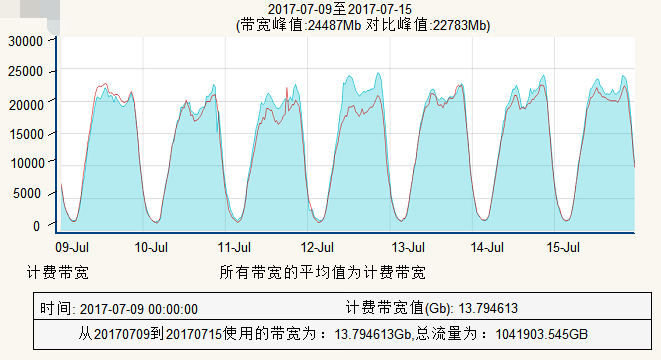 2017-07-09至2017-07-15
(带宽峰值:24487Mb 对比峰值:22783Mb)
30000
25000
20000
15000
10000
5000
0
09-Jul 10-Jul 11-Jul 12-Jul 13-Jul 14-Jul 15-Jul
计费带宽 所有带宽的平均值为计费带宽
时间: 2017-07-09 00:00:00 计费带宽值(Gb): 13.794613
从20170709到20170715使用的带宽为：13.794613Gb,总流量为：1041903.545GB